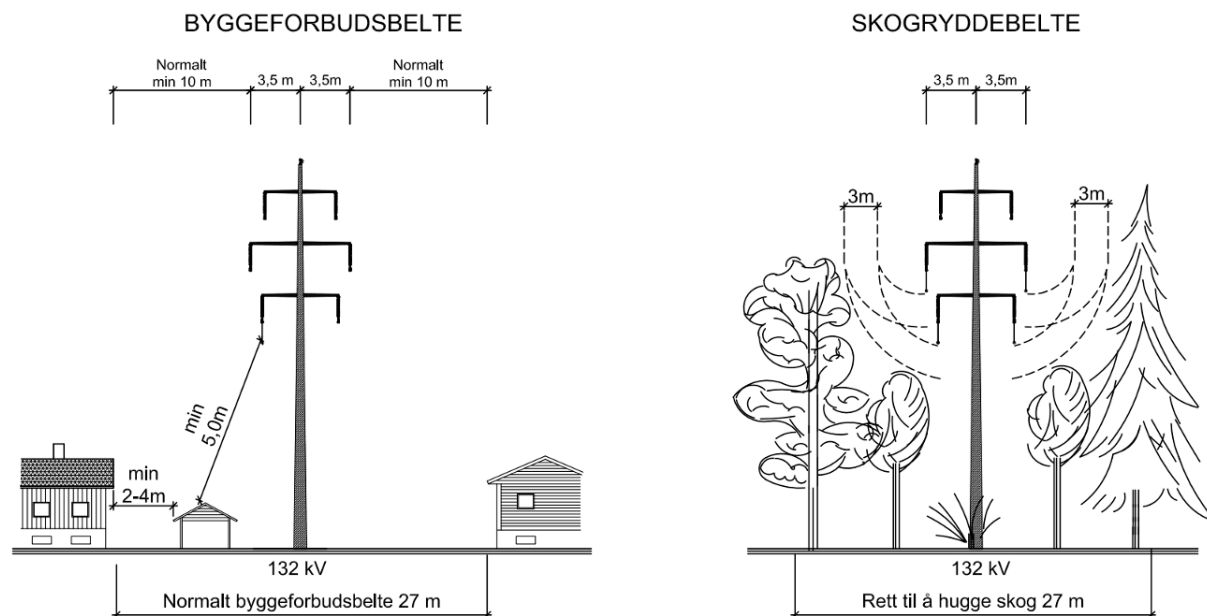 BYGGEFORBUDSBELTE
Normalt
min 10 m
3,5 m
3,5m
Normalt
min 10 m
min
5,0m
min
2-4m
132 kV
Normalt byggeforbudsbelte 27 m
SKOGRYDDEBELTE
3,5 m
3,5m
3m
3m
132 kV
Rett til å hugge skog 27 m